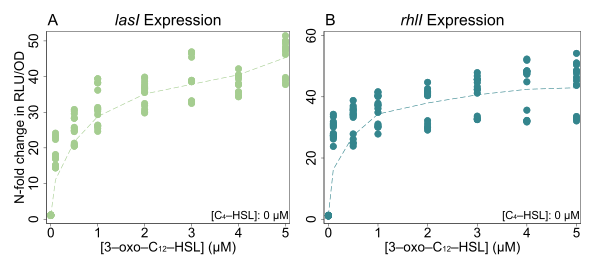 A lasI Expression
B rhlI Expression
N-fold change in RLU/OD
50
40
30
20
10
0
[C₄–HSL]: 0 µM
0 1 2 3 4 5
[3–oxo–C₁₂–HSL] (µM)
60
40
20
0
[C₄–HSL]: 0 µM
0 1 2 3 4 5
[3–oxo–C₁₂–HSL] (µM)